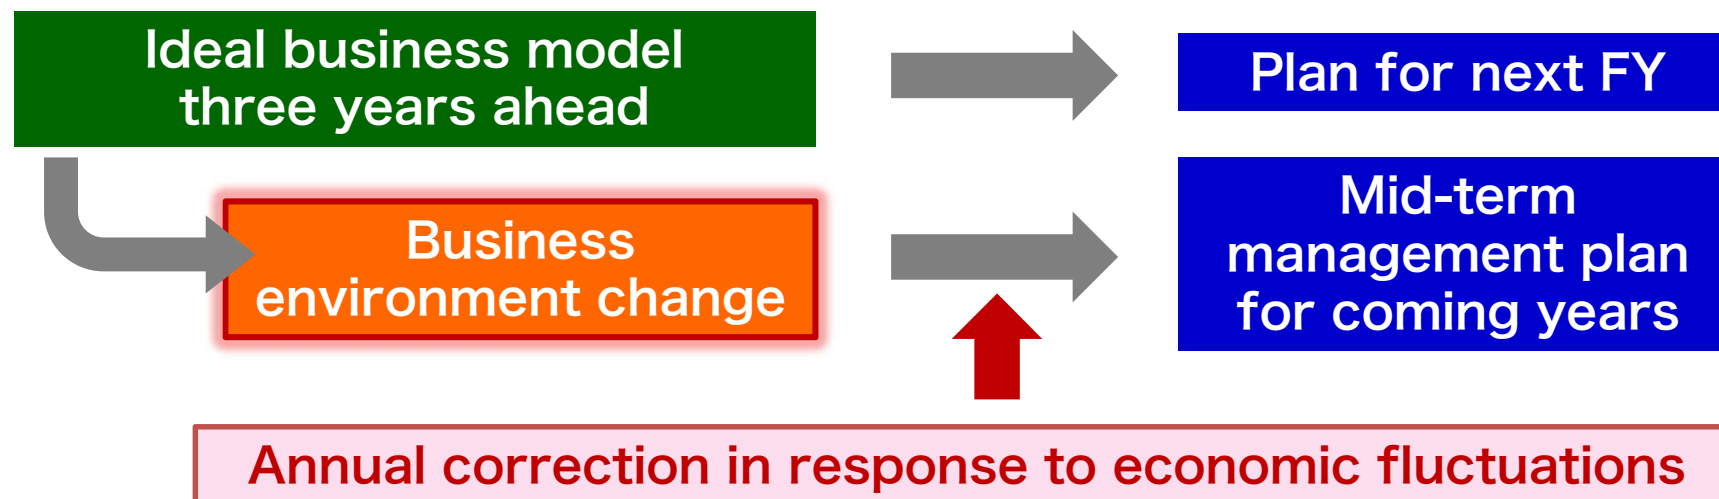 Ideal business model
three years ahead
Plan for next FY
Business
environment change
Mid-term
management plan
for coming years
Annual correction in response to economic fluctuations